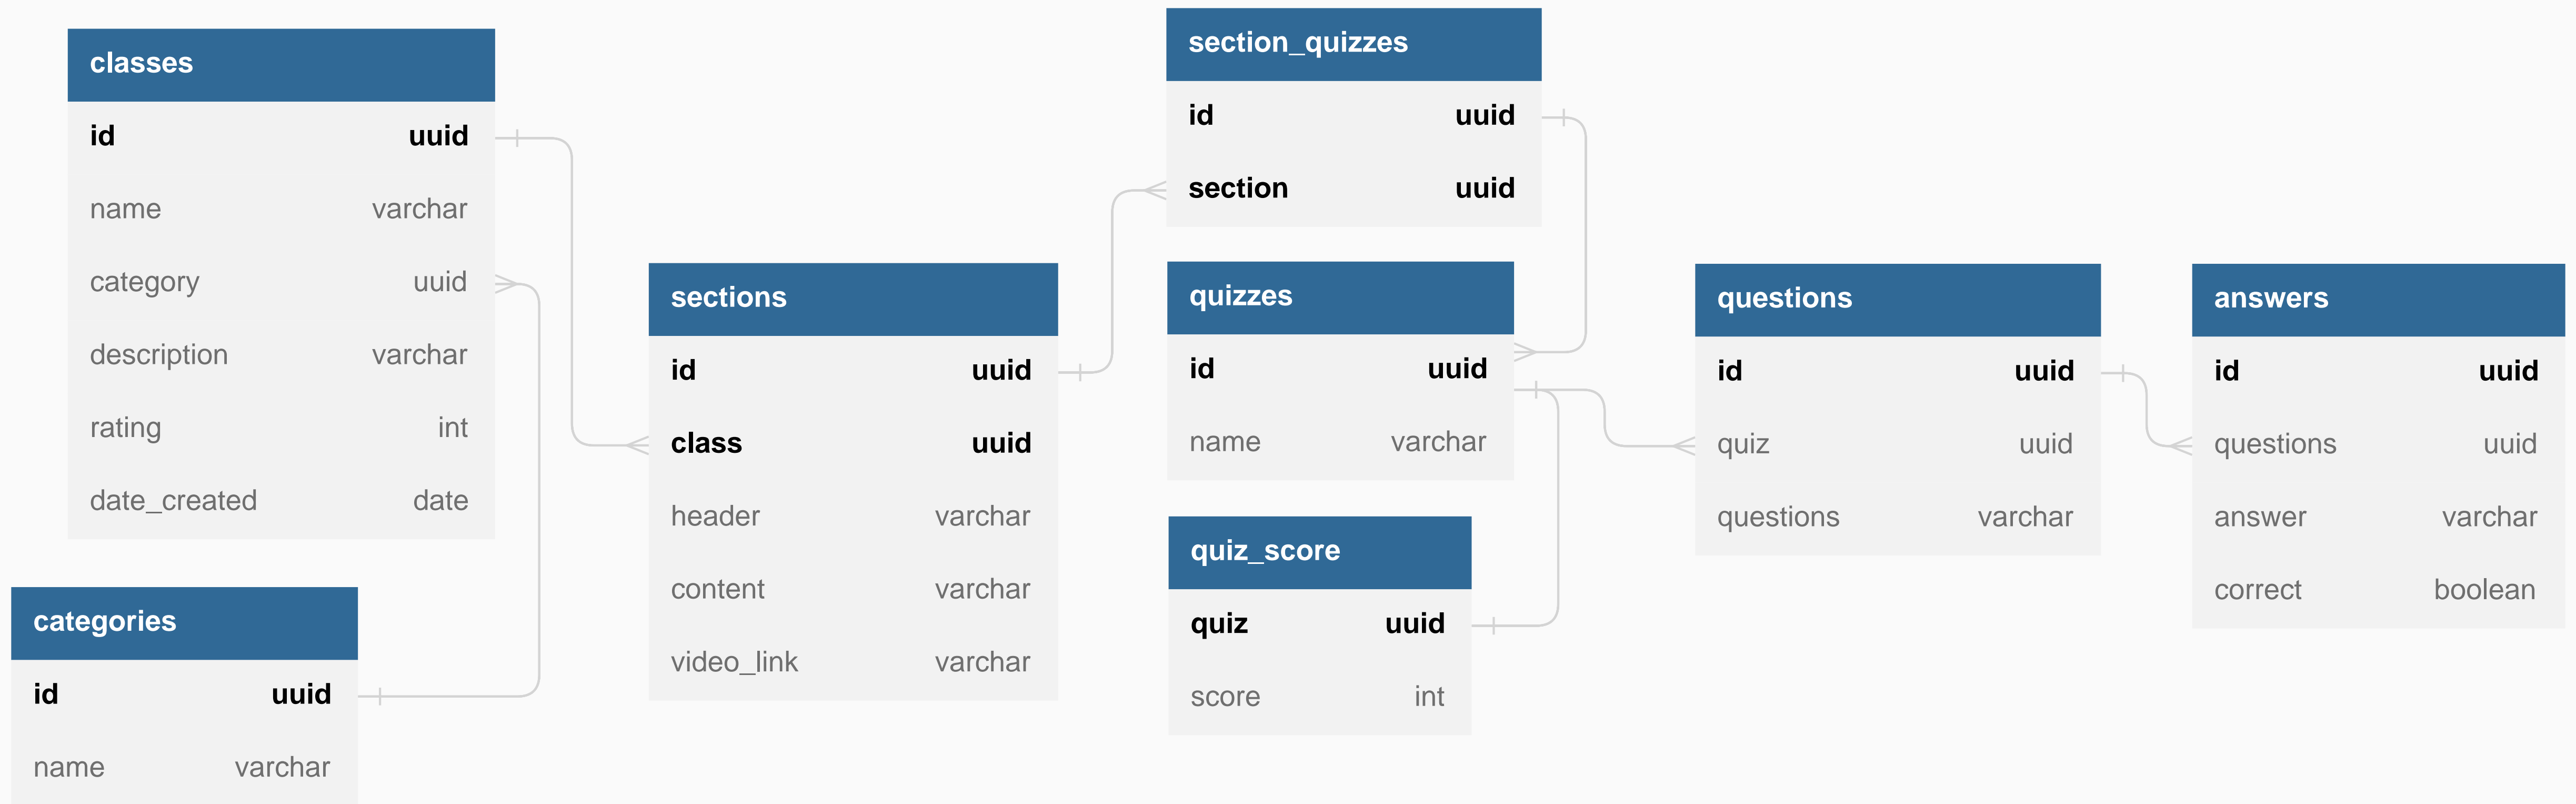 classes
id uuid
name varchar
category uuid
description varchar
rating int
date_created date
categories
id uuid
name varchar
sections
id uuid
class uuid
header varchar
content varchar
video_link varchar
section_quizzes
id uuid
section uuid
quizzes
id uuid
name varchar
quiz_score
quiz uuid
score int
questions
id uuid
quiz uuid
questions varchar
answers
id uuid
questions uuid
answer varchar
correct boolean